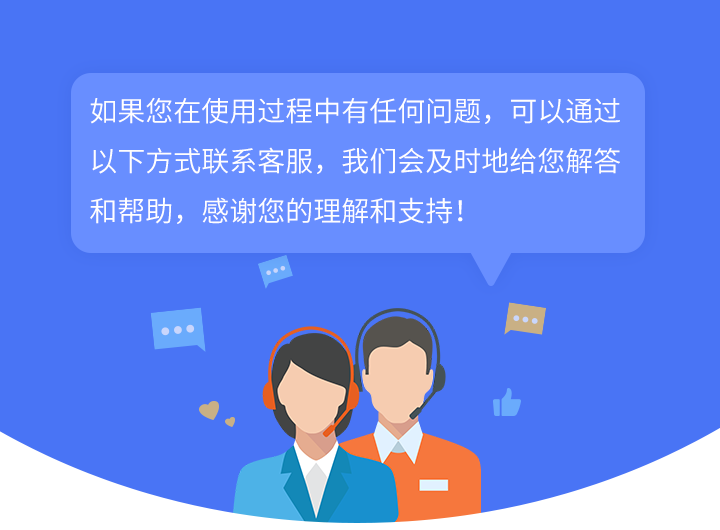 如果您在使用过程中有任何问题，可以通过
以下方式联系客服，我们会及时地给您解答
和帮助，感谢您的理解和支持！